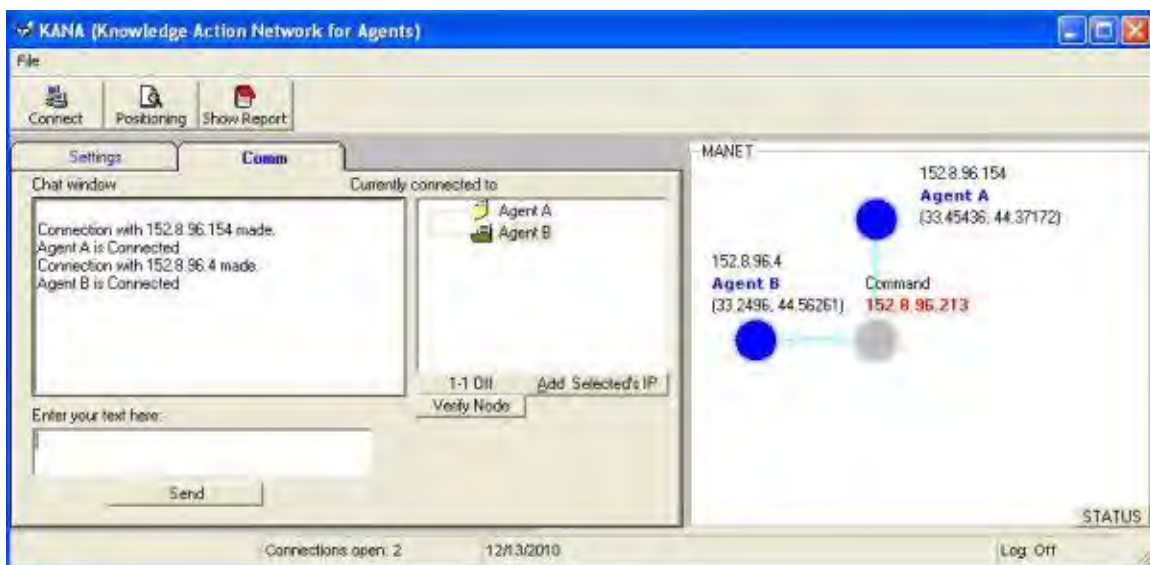 KANA (Knowledge Action Network for Agents)
File
Connect Positioning Show Report
Settings Comm
Chat window
Currently connected to
Connection with 152.8.96.154 made.
Agent A is Connected
Connection with 152.8.96.4 made.
Agent B is Connected
Agent A
Agent B
1-1 Off Add Selected's IP
Verify Node
Enter your text here:
Send
MANET
152.8.96.154
Agent A
(33.45436, 44.37172)
152.8.96.4
Agent B
(33.2496, 44.56261)
Command
152.8.96.213
STATUS
Connections open: 2 12/13/2010 Log: Off